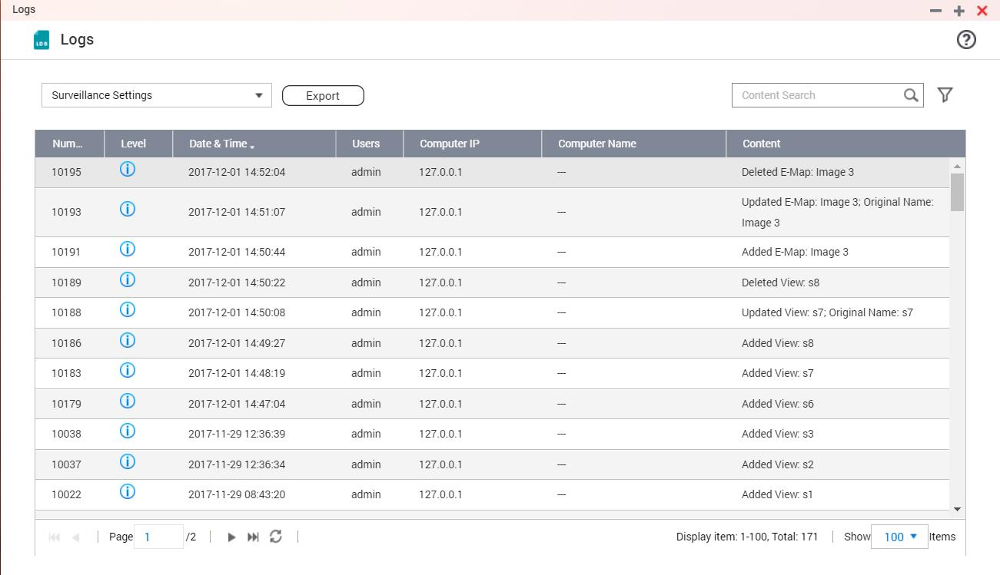 Logs
LOG
Logs
Surveillance Settings
Export
Content Search
Num... Level Date & Time Users Computer IP Computer Name Content
10195 2017-12-01 14:52:04 admin 127.0.0.1 --- Deleted E-Map: Image 3
10193 2017-12-01 14:51:07 admin 127.0.0.1 --- Updated E-Map: Image 3; Original Name:
Image 3
10191 2017-12-01 14:50:44 admin 127.0.0.1 --- Added E-Map: Image 3
10189 2017-12-01 14:50:22 admin 127.0.0.1 --- Deleted View: s8
10188 2017-12-01 14:50:08 admin 127.0.0.1 --- Updated View: s7; Original Name: s7
10186 2017-12-01 14:49:27 admin 127.0.0.1 --- Added View: s8
10183 2017-12-01 14:48:19 admin 127.0.0.1 --- Added View: s7
10179 2017-12-01 14:47:04 admin 127.0.0.1 --- Added View: s6
10038 2017-11-29 12:36:39 admin 127.0.0.1 --- Added View: s3
10037 2017-11-29 12:36:34 admin 127.0.0.1 --- Added View: s2
10022 2017-11-29 08:43:20 admin 127.0.0.1 --- Added View: s1
Page 1 /2 Display item: 1-100, Total: 171 Show 100 Items